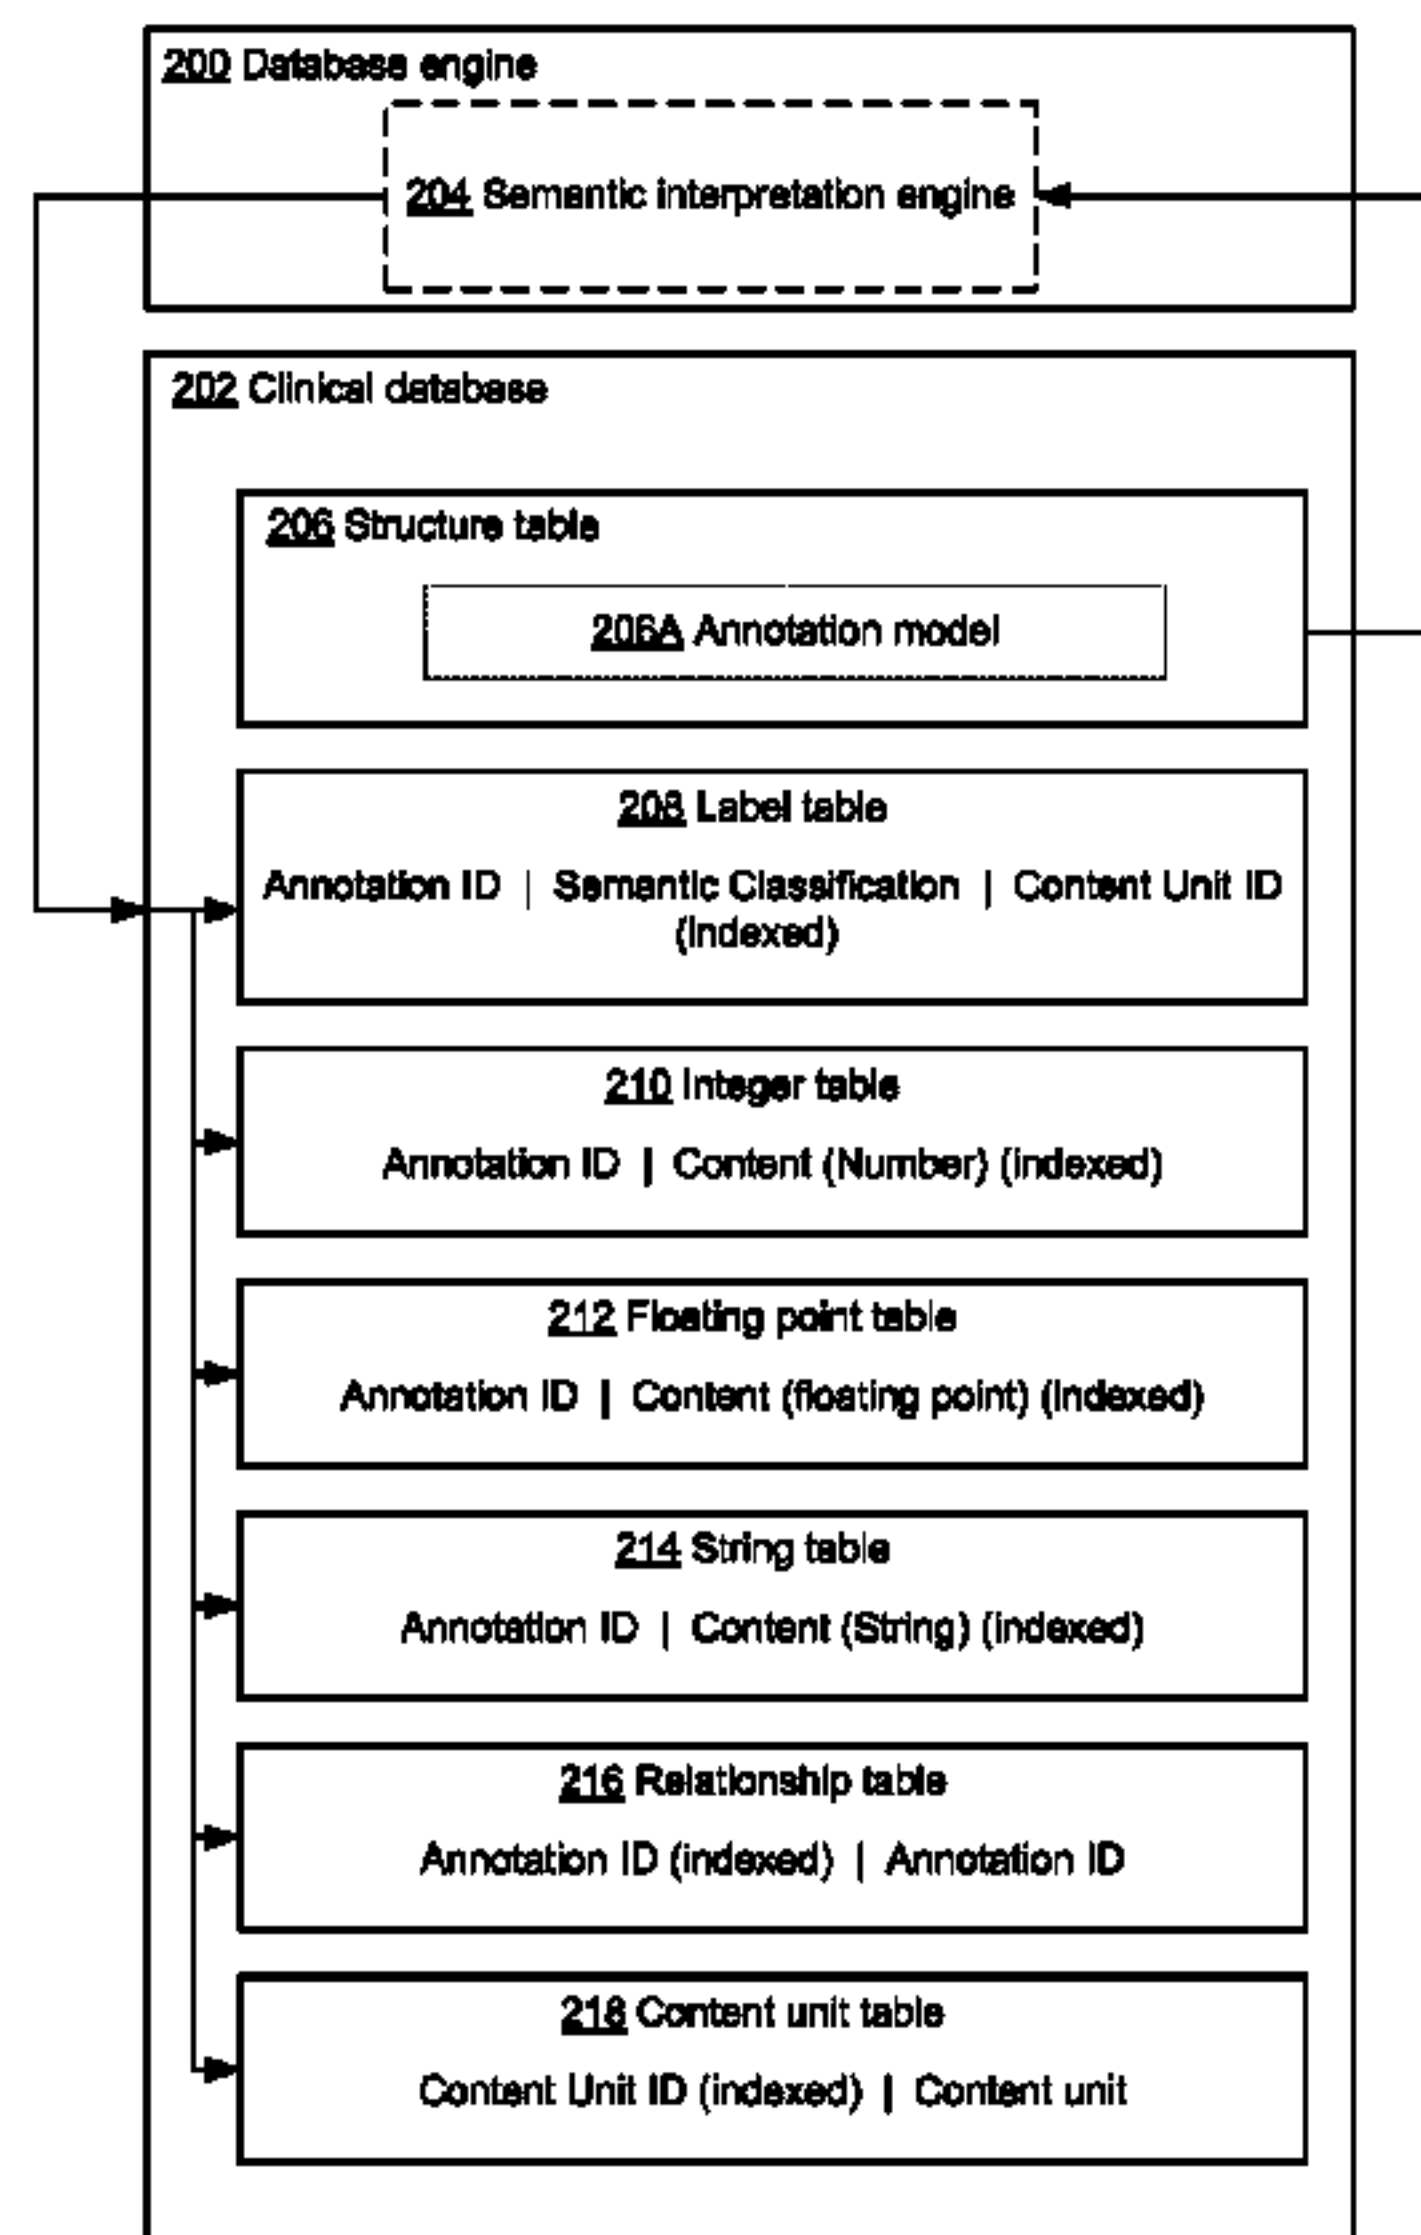 200 Database engine
204 Semantic interpretation engine
202 Clinical database
206 Structure table
206A Annotation model
208 Label table
Annotation ID | Semantic Classification | Content Unit ID
(indexed)
210 Integer table
Annotation ID | Content (Number) (indexed)
212 Floating point table
Annotation ID | Content (floating point) (indexed)
214 String table
Annotation ID | Content (String) (indexed)
216 Relationship table
Annotation ID (indexed) | Annotation ID
218 Content unit table
Content Unit ID (indexed) | Content unit